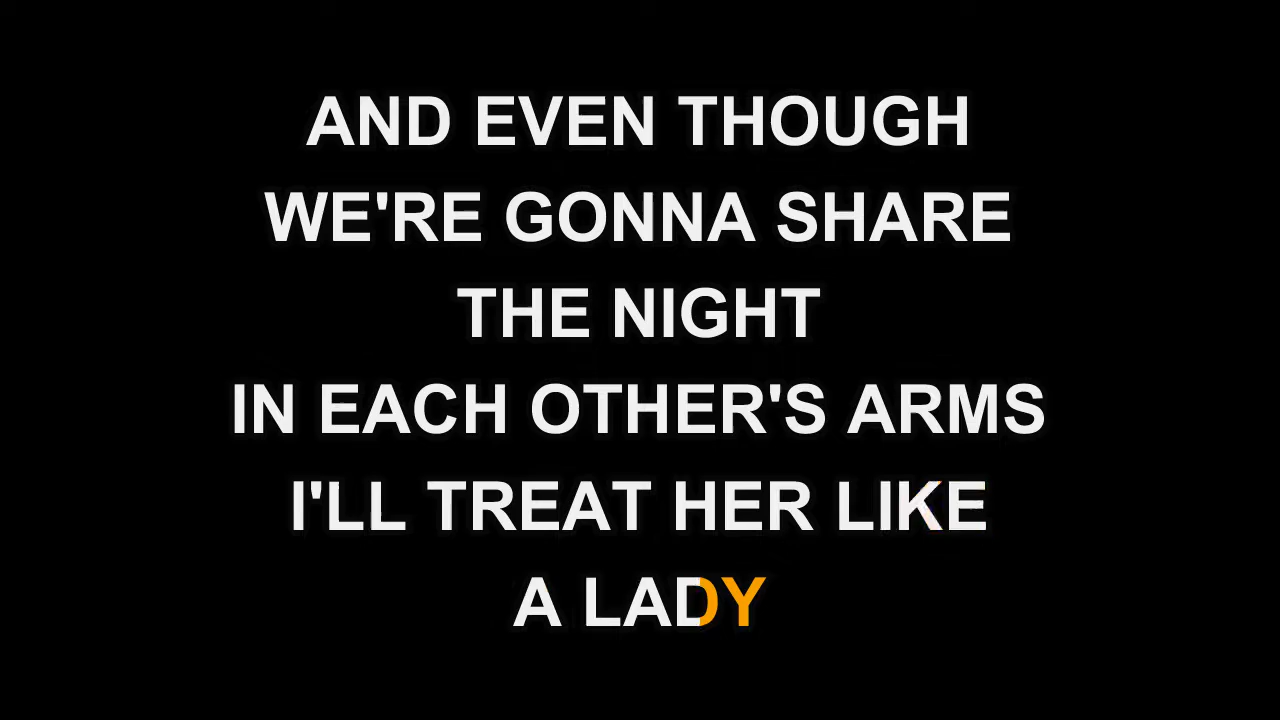 AND EVEN THOUGH
WE'RE GONNA SHARE
THE NIGHT
IN EACH OTHER'S ARMS
I'LL TREAT HER LIKE
A LADY